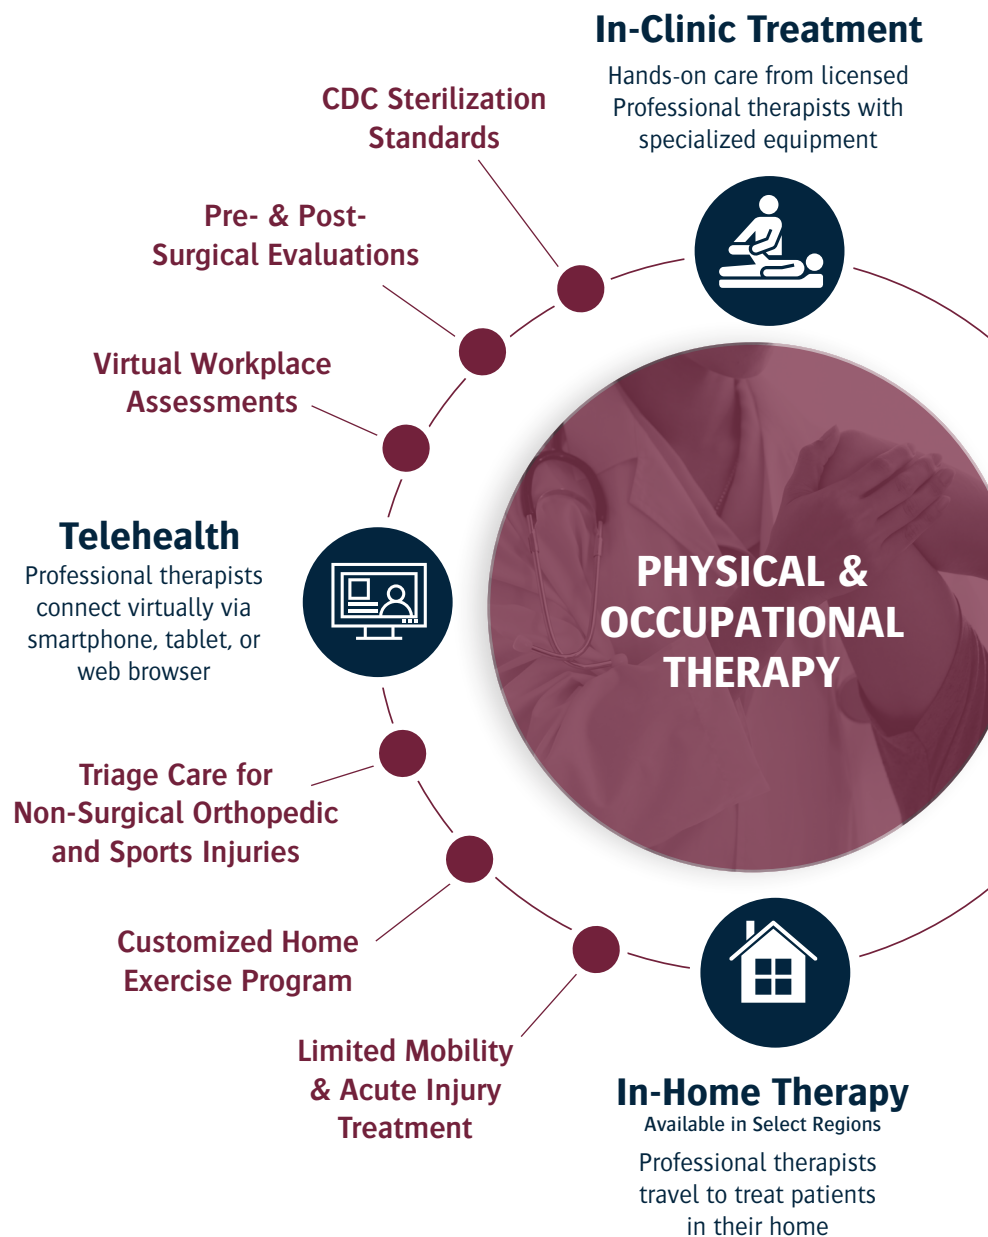 In-Clinic Treatment
Hands-on care from licensed
Professional therapists with
specialized equipment
CDC Sterilization
Standards
Pre- & Post-
Surgical Evaluations
Virtual Workplace
Assessments
Telehealth
Professional therapists
connect virtually via
smartphone, tablet, or
web browser
PHYSICAL &
OCCUPATIONAL
THERAPY
Triage Care for
Non-Surgical Orthopedic
and Sports Injuries
Customized Home
Exercise Program
Limited Mobility
& Acute Injury
Treatment
In-Home Therapy
Available in Select Regions
Professional therapists
travel to treat patients
in their home